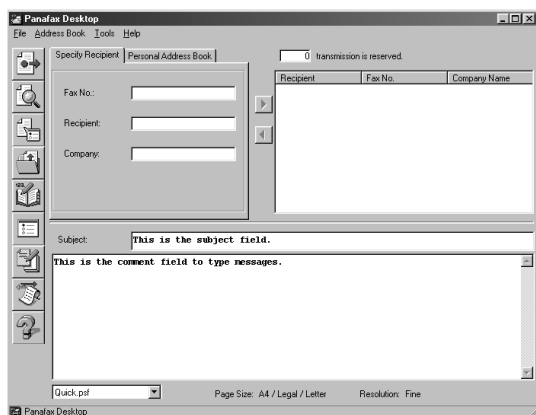 Panafax Desktop
File Address Book Tools Help
Specify Recipient Personal Address Book
0 transmission is reserved.
Recipient Fax No. Company Name
Fax No.:
Recipient:
Company:
Subject: This is the subject field.
This is the comment field to type messages.
Quick.psf Page Size: A4 / Legal / Letter Resolution: Fine
Panafax Desktop